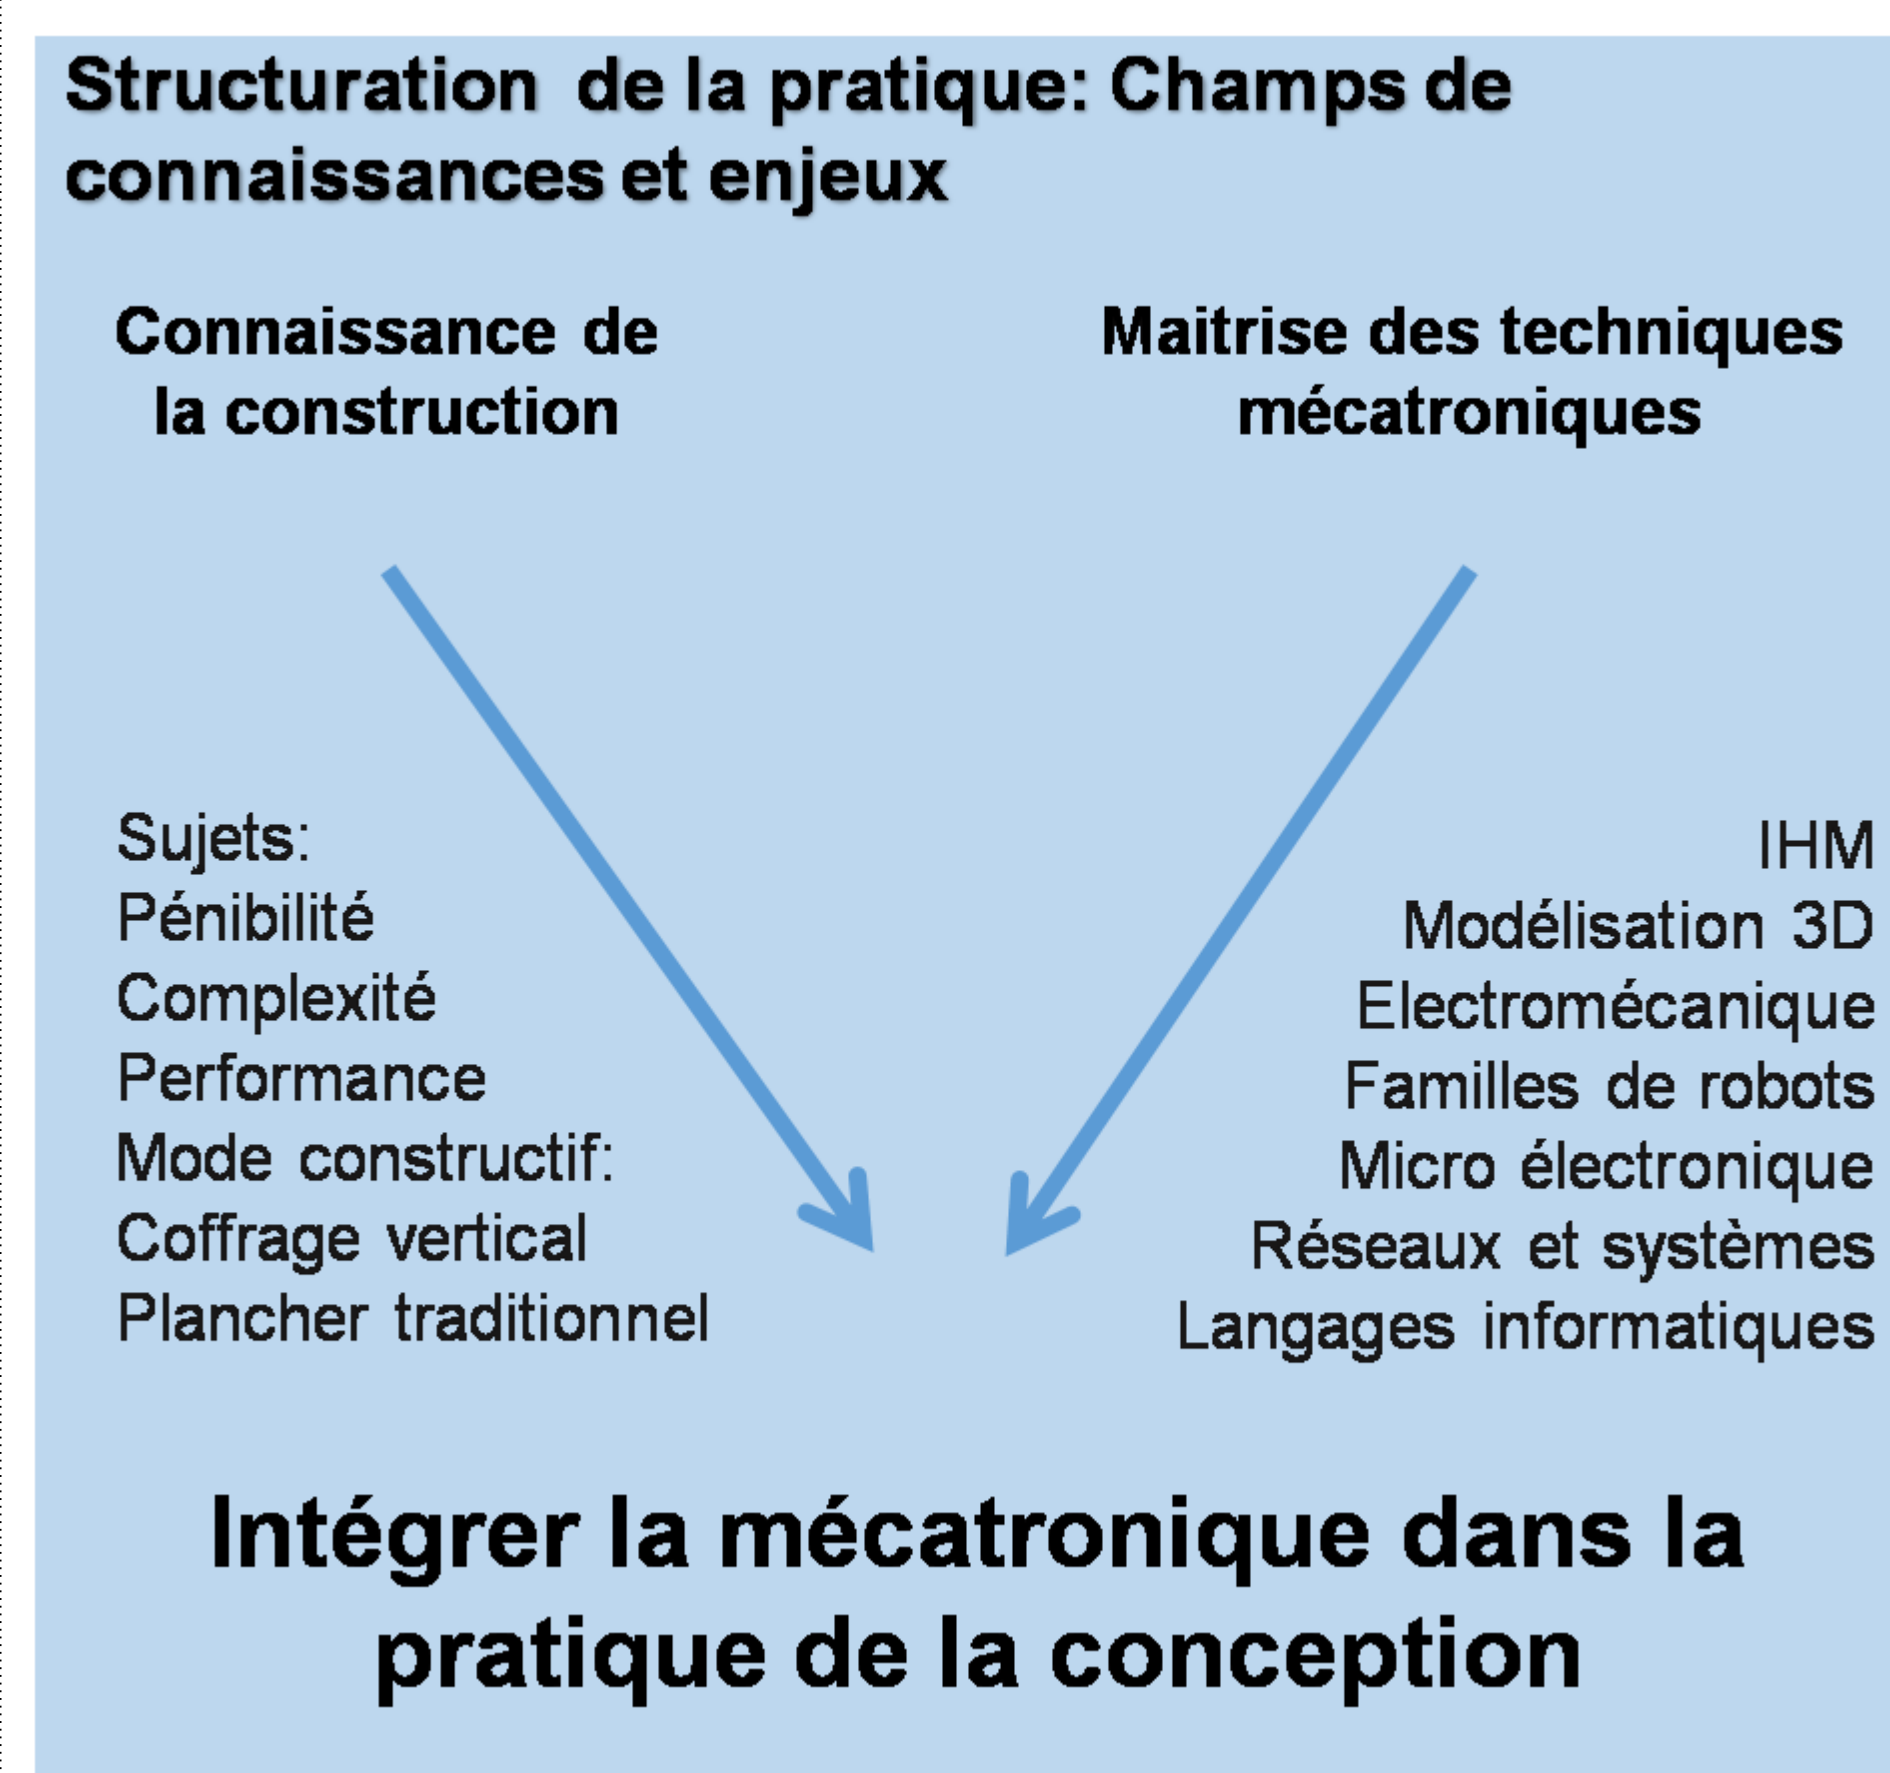 Structuration de la pratique: Champs de
connaissances et enjeux
Connaissance de
la construction
Maitrise des techniques
mécatroniques
Sujets:
Pénibilité
Complexité
Performance
Mode constructif:
Coffrage vertical
Plancher traditionnel
IHM
Modélisation 3D
Electromécanique
Familles de robots
Micro électronique
Réseaux et systèmes
Langages informatiques
Intégrer la mécatronique dans la
pratique de la conception